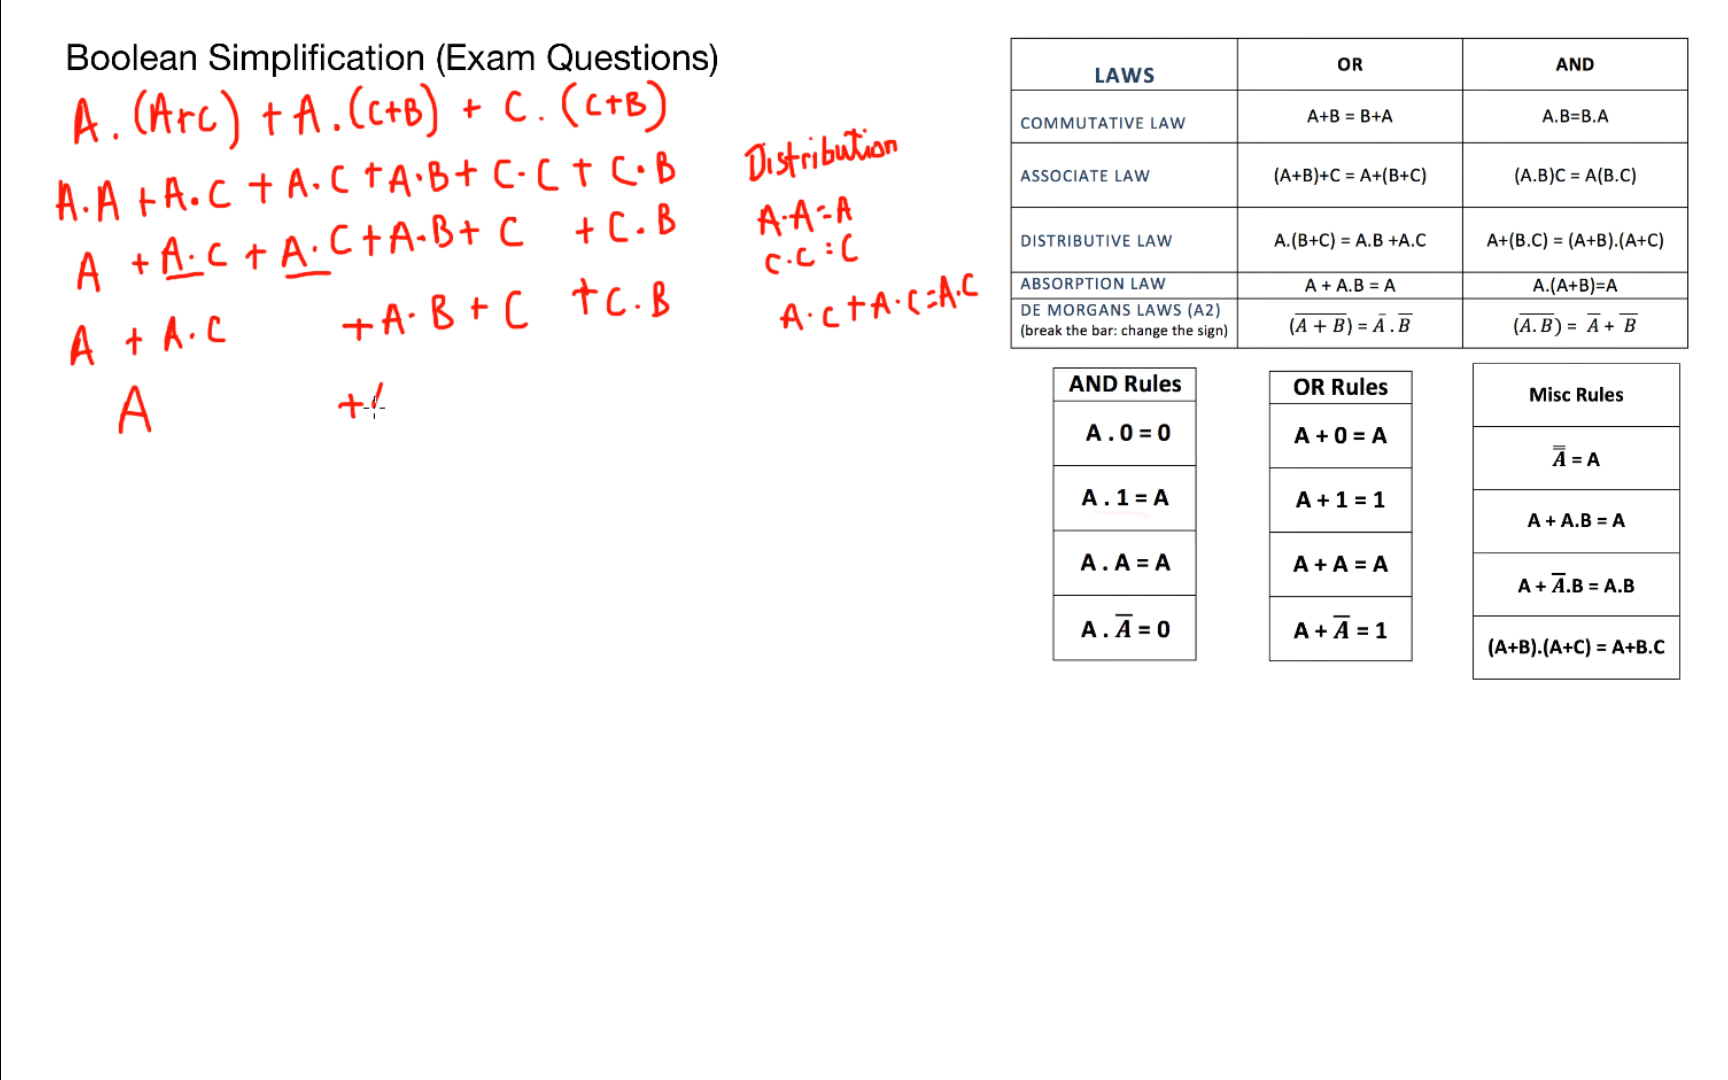 Boolean Simplification (Exam Questions)
A . (A+C) + A . (C+B) + C . (C+B)
A.A + A.C + A.C + A.B + C.C + C.B Distribution
A + A.C + A.C + A.B + C + C.B A.A=A
C.C=C
A + A.C + A.B + C + C.B A.C+A.C=A.C
A +
LAWS OR AND
COMMUTATIVE LAW A+B = B+A A.B=B.A
ASSOCIATE LAW (A+B)+C = A+(B+C) (A.B)C = A(B.C)
DISTRIBUTIVE LAW A.(B+C) = A.B +A.C A+(B.C) = (A+B).(A+C)
ABSORPTION LAW A + A.B = A A.(A+B)=A
DE MORGANS LAWS (A2)
(break the bar: change the sign) (A̅ ̅+̅ ̅B̅) = A̅ . B̅ (A̅.̅ ̅B̅) = A̅ + B̅
AND Rules
A . 0 = 0
A . 1 = A
A . A = A
A . A̅ = 0
OR Rules
A + 0 = A
A + 1 = 1
A + A = A
A + A̅ = 1
Misc Rules
A̿ = A
A + A.B = A
A + A̅.B = A.B
(A+B).(A+C) = A+B.C